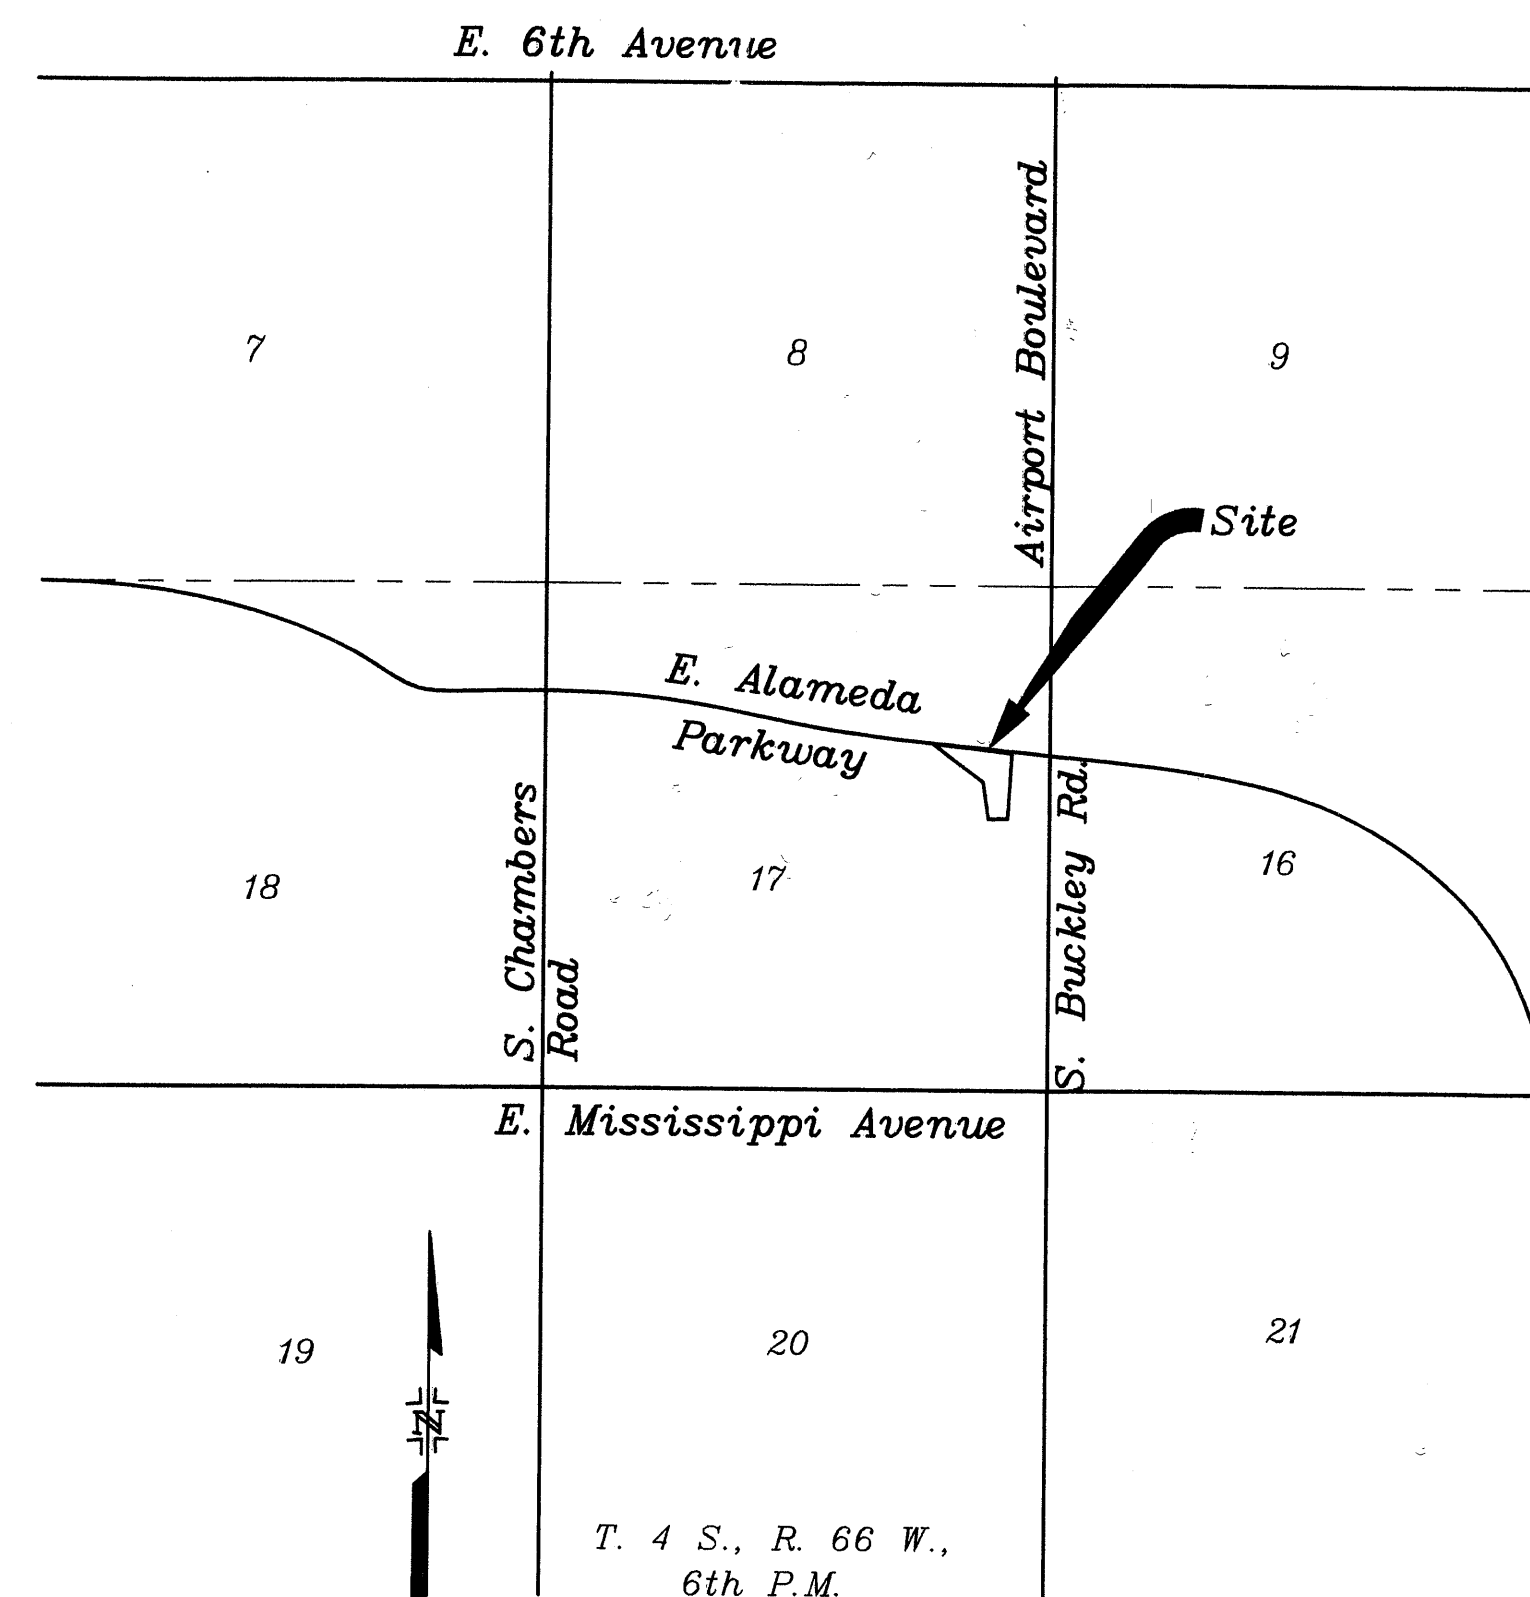 E. 6th Avenue
Airport Boulevard
7
8
9
Site
E. Alameda
Parkway
S. Chambers
Road
S. Buckley Rd.
18
17
16
E. Mississippi Avenue
19
20
21
N
T. 4 S., R. 66 W.,
6th P.M.